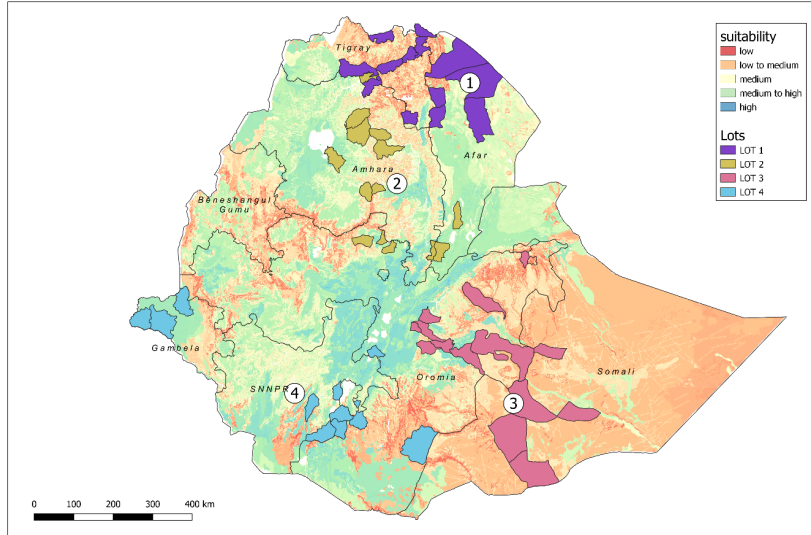 suitability
low
low to medium
medium
medium to high
high
Lots
LOT 1
LOT 2
LOT 3
LOT 4
Tigray
1
Afar
Amhara
2
Beneshangul
Gumu
Gambela
SNNPR
4
Oromia
Somali
3
0 100 200 300 400 km